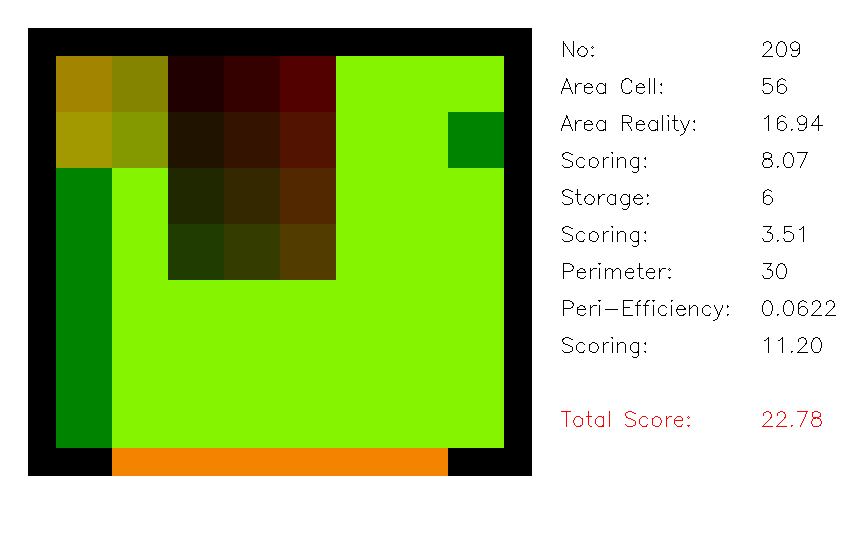 No: 209
Area Cell: 56
Area Reality: 16.94
Scoring: 8.07
Storage: 6
Scoring: 3.51
Perimeter: 30
Peri-Efficiency: 0.0622
Scoring: 11.20
Total Score: 22.78